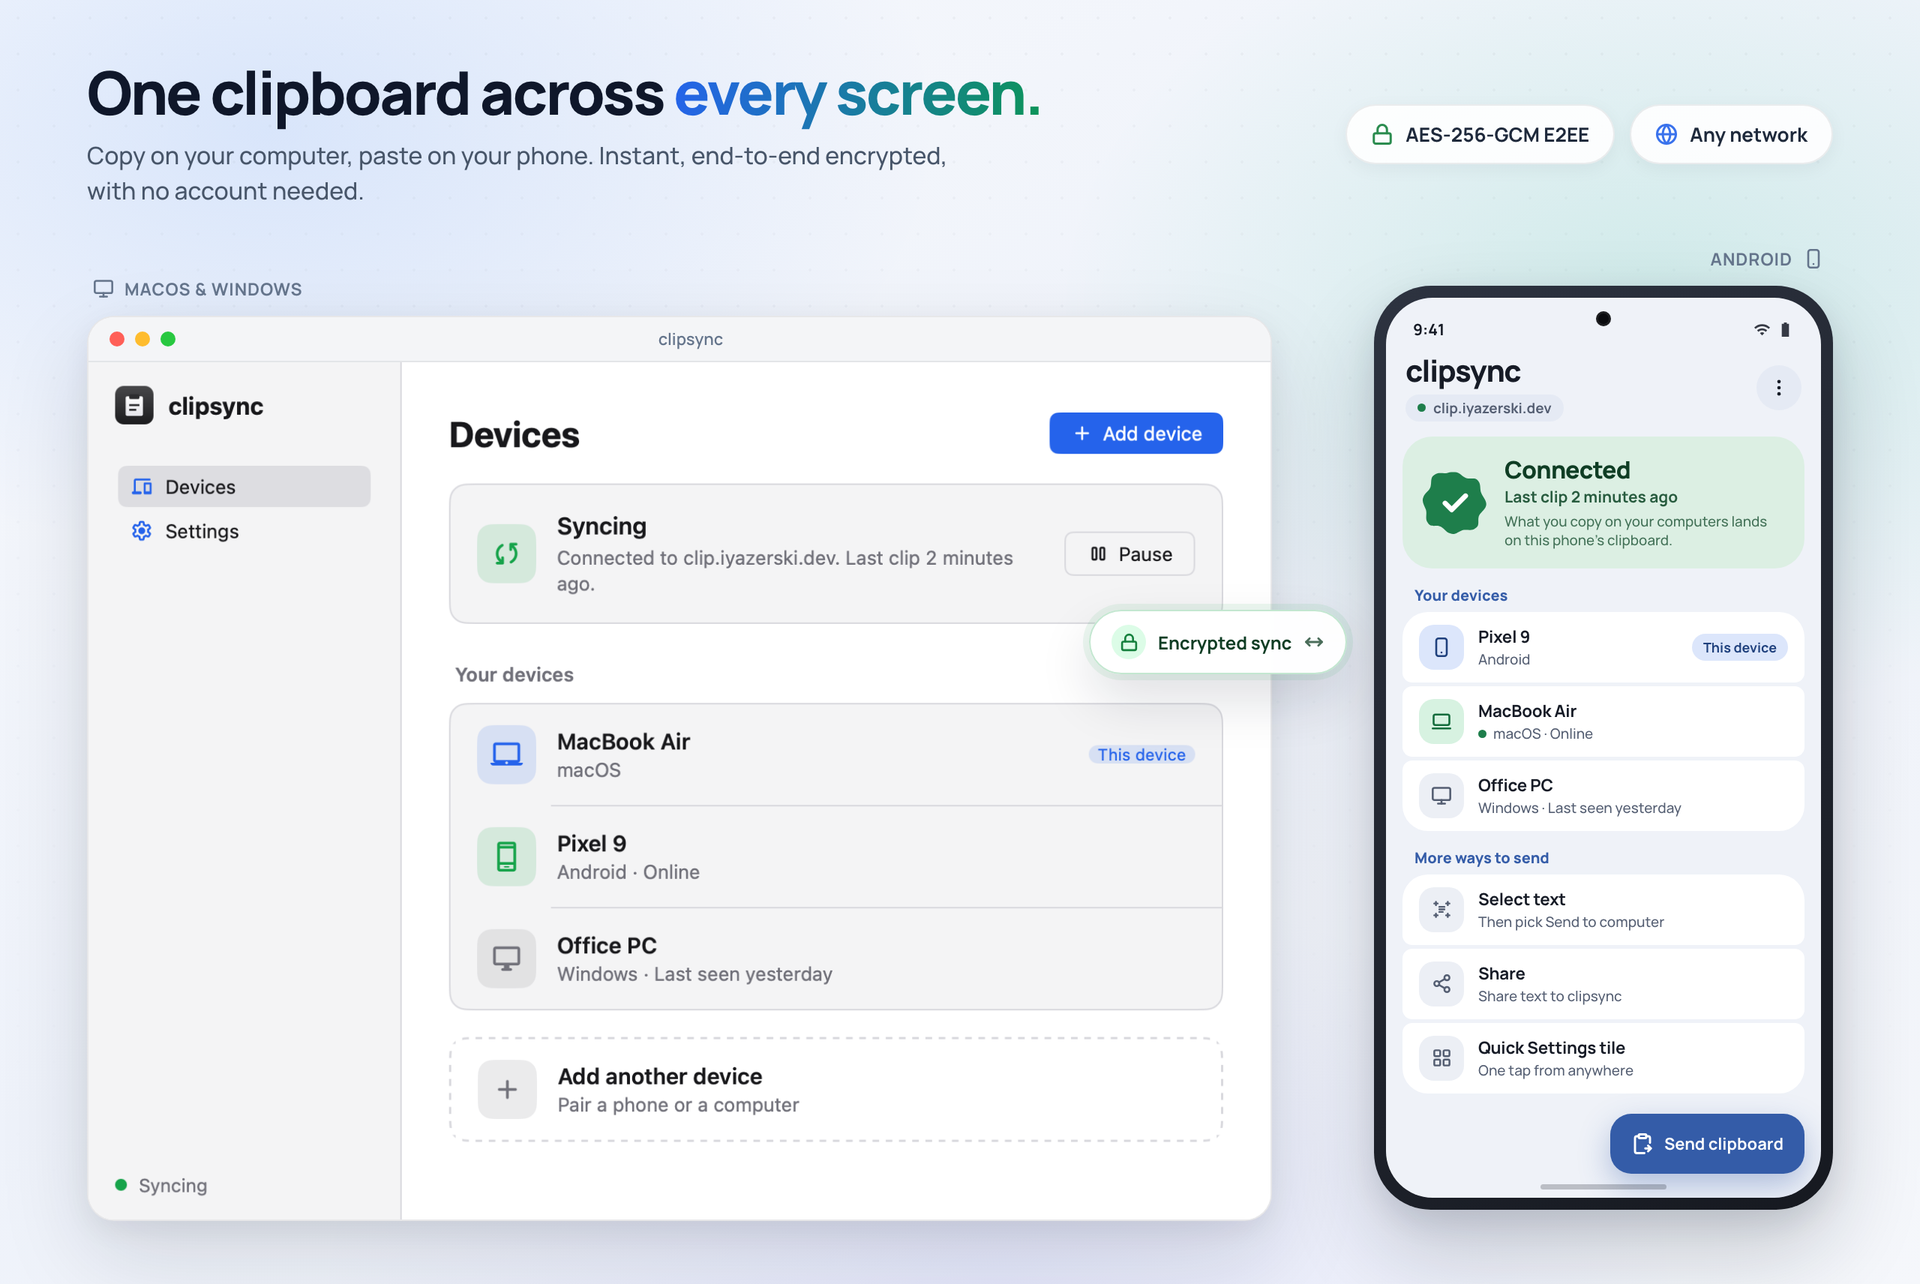 One clipboard across every screen.
Copy on your computer, paste on your phone. Instant, end-to-end encrypted,
with no account needed.
AES-256-GCM E2EE
Any network
MACOS & WINDOWS
clipsync
clipsync
Devices
Settings
Syncing
Devices
+ Add device
Syncing
Connected to clip.iyazerski.dev. Last clip 2 minutes
ago.
Pause
Encrypted sync ↔
Your devices
MacBook Air
macOS
This device
Pixel 9
Android · Online
Office PC
Windows · Last seen yesterday
Add another device
Pair a phone or a computer
ANDROID
9:41
clipsync
clip.iyazerski.dev
Connected
Last clip 2 minutes ago
What you copy on your computers lands
on this phone's clipboard.
Your devices
Pixel 9
Android
This device
MacBook Air
macOS · Online
Office PC
Windows · Last seen yesterday
More ways to send
Select text
Then pick Send to computer
Share
Share text to clipsync
Quick Settings tile
One tap from anywhere
Send clipboard